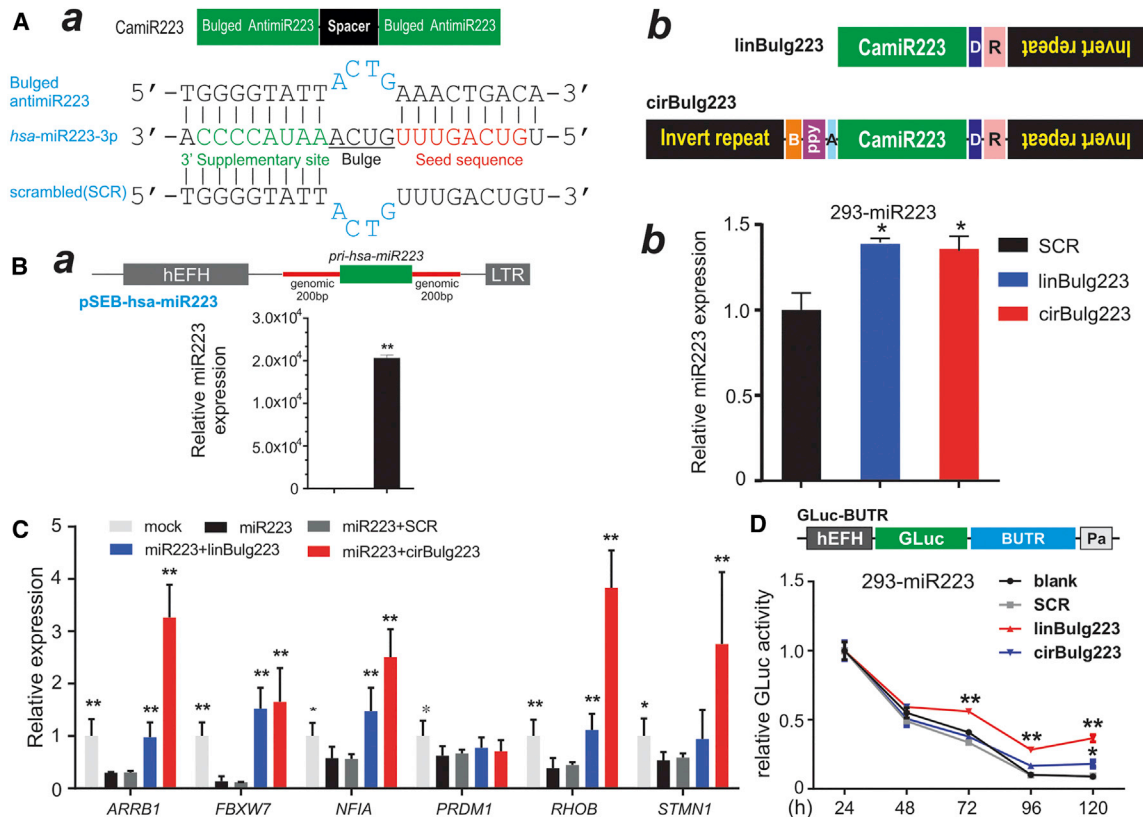 A
a
CamiR223
Bulged AntimiR223
Spacer
Bulged AntimiR223
Bulged antimiR223
5'-TGGGGTATT ACTG AAACTGACA-3'
hsa-miR223-3p
3'-ACCCCAUAAACUGUUUGACUGU-5'
3' Supplementary site
Bulge
Seed sequence
scrambled(SCR)
5'-TGGGGTATT ACTG UUUGACUGU-3'
b
linBulg223
CamiR223
D
R
Invert repeat
cirBulg223
Invert repeat
B
ppy
A
CamiR223
D
R
Invert repeat
B
a
pri-hsa-miR223
hEFH
LTR
genomic 200bp
genomic 200bp
pSEB-hsa-miR223
Relative miR223 expression
3.0×10⁴
2.0×10⁴
1.0×10⁴
5.0×10⁴
0
**
b
293-miR223
Relative miR223 expression
1.5
1.0
0.5
0
*
*
SCR
linBulg223
cirBulg223
C
mock
miR223
miR223+SCR
miR223+linBulg223
miR223+cirBulg223
Relative expression
5
4
3
2
1
0
** ** **
** ** **
* ** **
*
** ** **
* **
ARRB1
FBXW7
NFIA
PRDM1
RHOB
STMN1
D
GLuc-BUTR
hEFH
GLuc
BUTR
Pa
293-miR223
blank
SCR
linBulg223
cirBulg223
relative GLuc activity
1.5
1.0
0.5
0
**
**
**
*
(h)
24
48
72
96
120